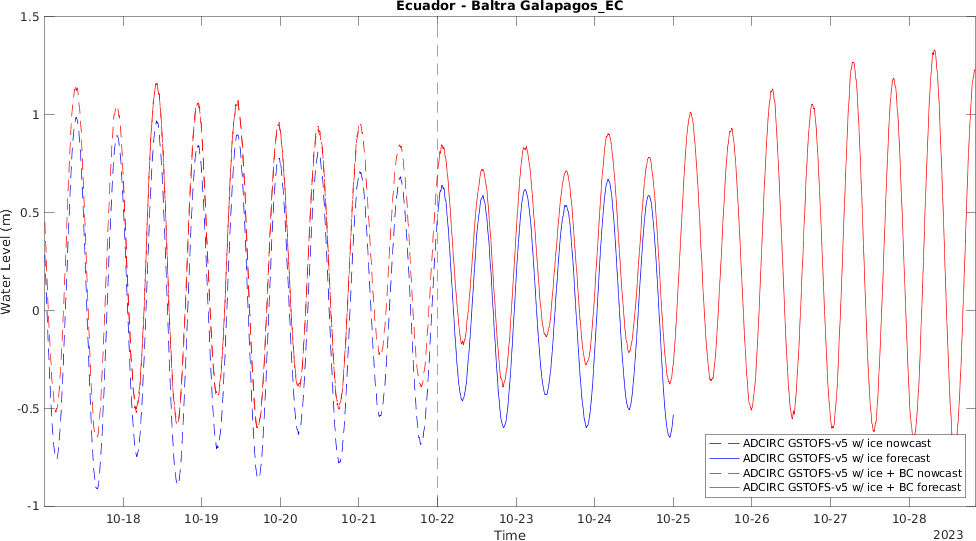 Ecuador - Baltra Galapagos_EC
1.5
1
0.5
0
-0.5
-1
Water Level (m)
10-18
10-19
10-20
10-21
10-22
10-23
10-24
10-25
10-26
10-27
10-28
Time
2023
ADCIRC GSTOFS-v5 w/ ice nowcast
ADCIRC GSTOFS-v5 w/ ice forecast
ADCIRC GSTOFS-v5 w/ ice + BC nowcast
ADCIRC GSTOFS-v5 w/ ice + BC forecast